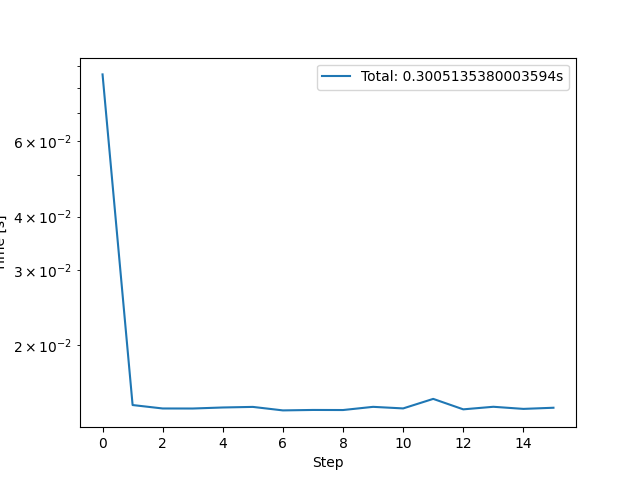 Total: 0.3005135380003594s
6 × 10⁻²
4 × 10⁻²
3 × 10⁻²
2 × 10⁻²
0 2 4 6 8 10 12 14
Step